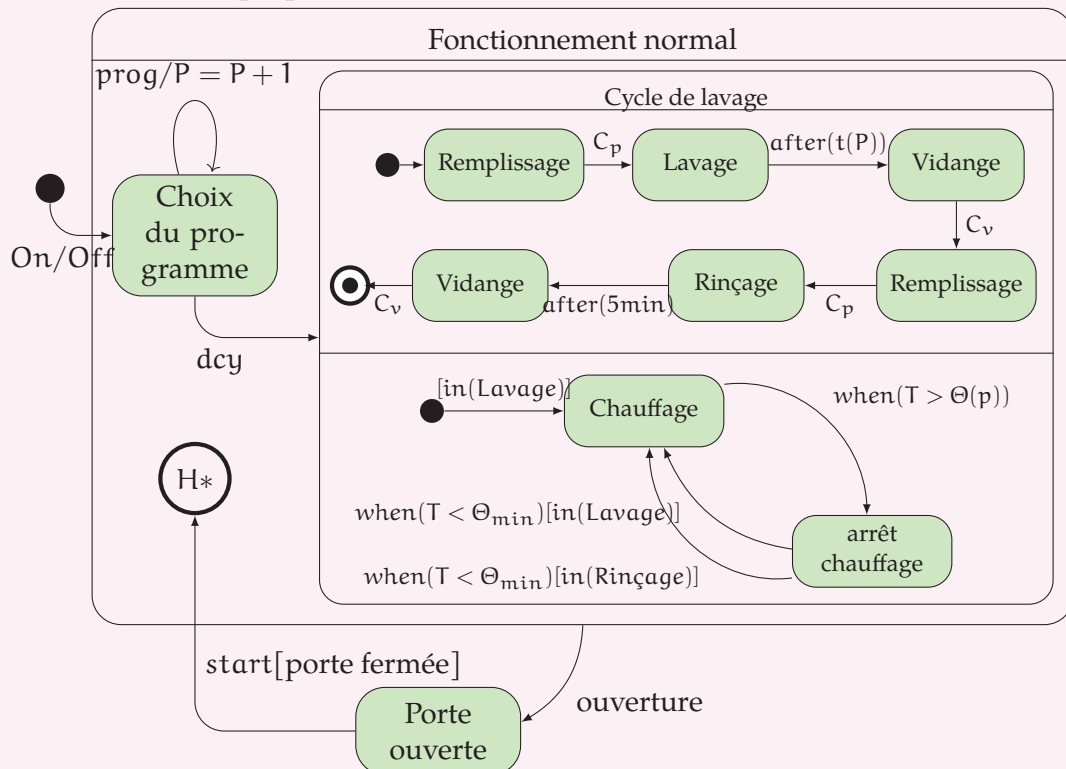 Fonctionnement normal
prog/P = P + 1
Cycle de lavage
Remplissage
C_p
Lavage
after(t(P))
Vidange
C_v
Choix
du pro-
gramme
On/Off
Vidange
C_v
after(5min)
Rinçage
C_p
Remplissage
dcy
[in(Lavage)]
Chauffage
when(T > Θ(p))
H*
when(T < Θ_min)[in(Lavage)]
arrêt
chauffage
when(T < Θ_min)[in(Rinçage)]
start[porte fermée]
ouverture
Porte
ouverte